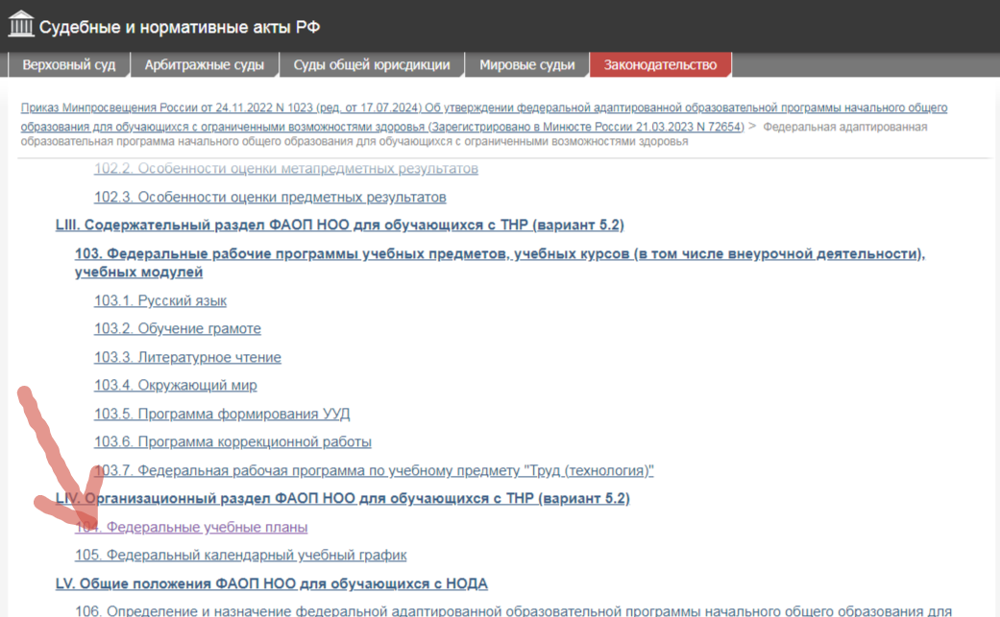 Судебные и нормативные акты РФ
Верховный суд Арбитражные суды Суды общей юрисдикции Мировые судьи Законодательство
Приказ Минпросвещения России от 24.11.2022 N 1023 (ред. от 17.07.2024) Об утверждении федеральной адаптированной образовательной программы начального общего
образования для обучающихся с ограниченными возможностями здоровья (Зарегистрировано в Минюсте России 21.03.2023 N 72654) > Федеральная адаптированная
образовательная программа начального общего образования для обучающихся с ограниченными возможностями здоровья
102.2. Особенности оценки метапредметных результатов
102.3. Особенности оценки предметных результатов
LIII. Содержательный раздел ФАОП НОО для обучающихся с ТНР (вариант 5.2)
103. Федеральные рабочие программы учебных предметов, учебных курсов (в том числе внеурочной деятельности),
учебных модулей
103.1. Русский язык
103.2. Обучение грамоте
103.3. Литературное чтение
103.4. Окружающий мир
103.5. Программа формирования УУД
103.6. Программа коррекционной работы
103.7. Федеральная рабочая программа по учебному предмету "Труд (технология)"
LIV. Организационный раздел ФАОП НОО для обучающихся с ТНР (вариант 5.2)
104. Федеральные учебные планы
105. Федеральный календарный учебный график
LV. Общие положения ФАОП НОО для обучающихся с НОДА
106. Определение и назначение федеральной адаптированной образовательной программы начального общего образования для